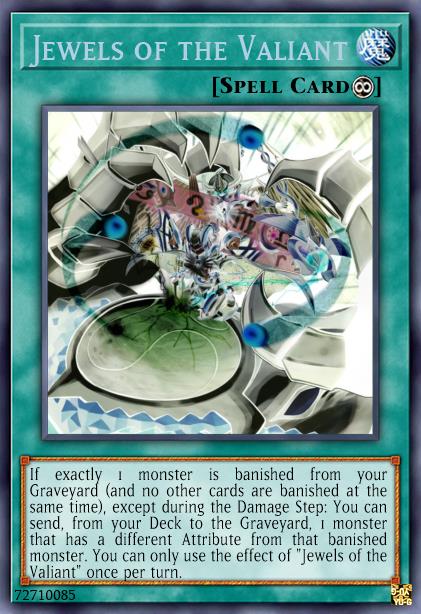 Jewels of the Valiant
魔
[Spell Card]
If exactly 1 monster is banished from your
Graveyard (and no other cards are banished at the
same time), except during the Damage Step: You can
send, from your Deck to the Graveyard, 1 monster
that has a different Attribute from that banished
monster. You can only use the effect of "Jewels of the
Valiant" once per turn.
72710085